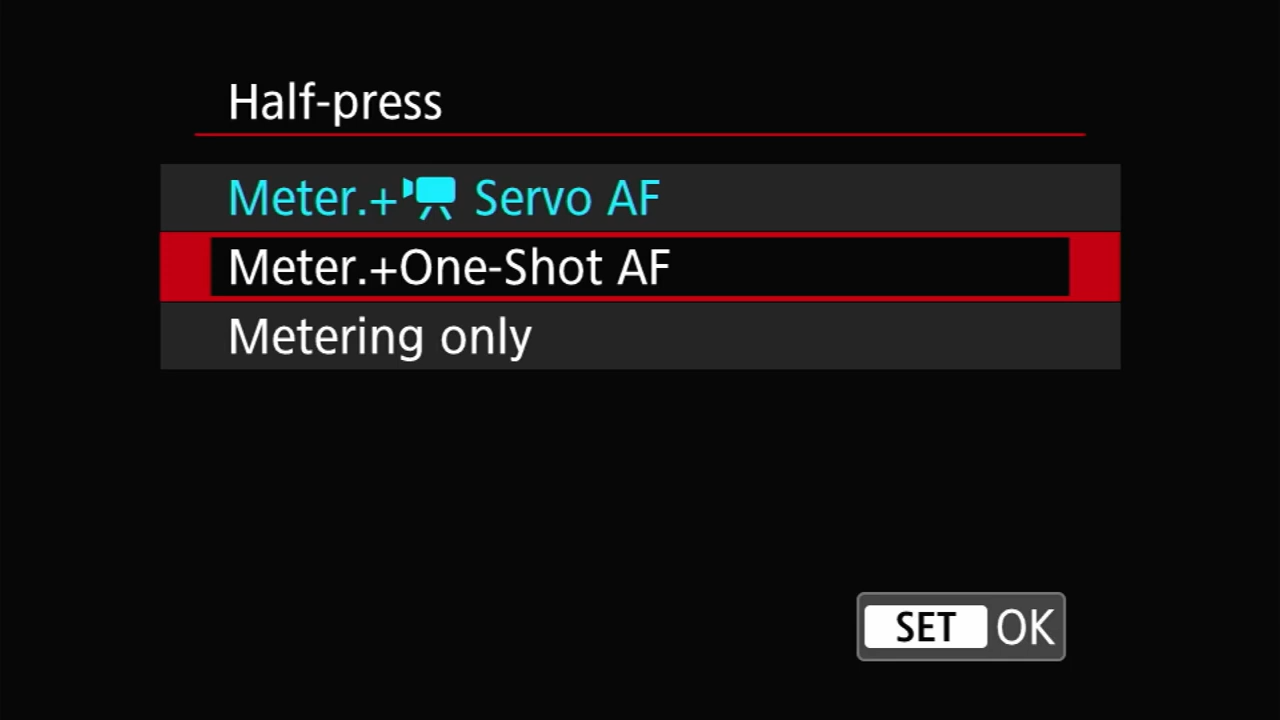 Half-press
Meter.+ Servo AF
Meter.+One-Shot AF
Metering only
SET OK